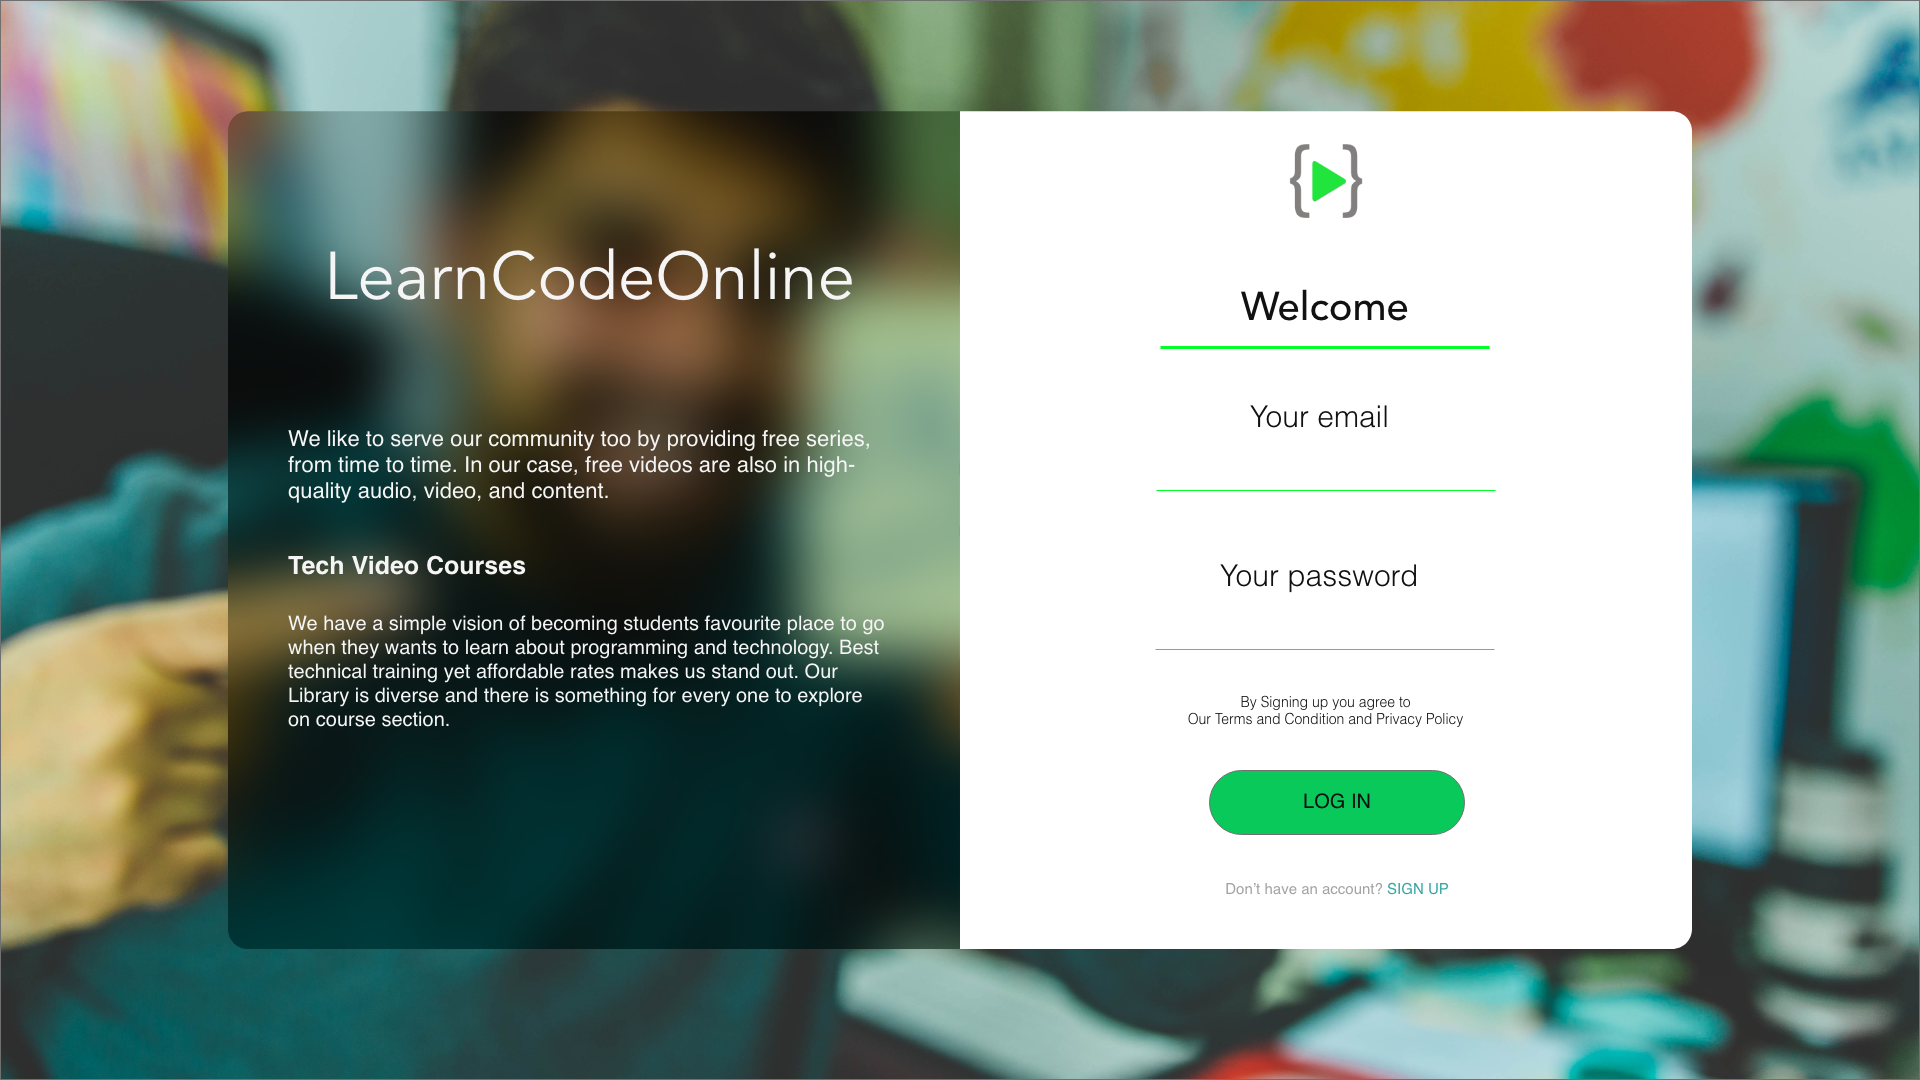 LearnCodeOnline
We like to serve our community too by providing free series,
from time to time. In our case, free videos are also in high-
quality audio, video, and content.
Tech Video Courses
We have a simple vision of becoming students favourite place to go
when they wants to learn about programming and technology. Best
technical training yet affordable rates makes us stand out. Our
Library is diverse and there is something for every one to explore
on course section.
Welcome
Your email
Your password
By Signing up you agree to
Our Terms and Condition and Privacy Policy
LOG IN
Don’t have an account? SIGN UP